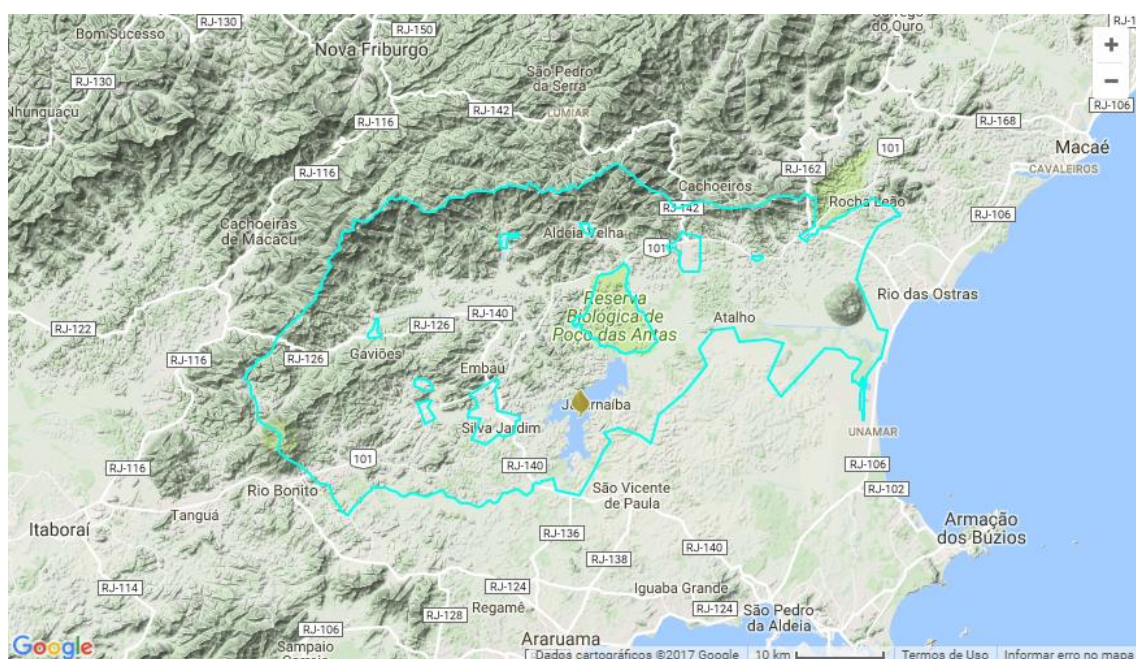 RJ-130
RJ-150
Bom Sucesso
Nova Friburgo
do Ouro
RJ-1
+
−
RJ-130
São Pedro
da Serra
RJ-142
LUMIAR
RJ-116
RJ-168
RJ-106
Macaé
CAVALEIROS
101
RJ-116
RJ-162
Cachoeiros
RJ-142
Rocha Leão
RJ-106
Cachoeiras
de Macacu
Aldeia Velha
101
Rio das Ostras
Reserva
Biológica de
Poço das Antas
Atalho
RJ-122
RJ-140
RJ-126
Gaviões
RJ-116
RJ-126
Embaú
Silva Jardim
UNAMAR
101
RJ-140
RJ-116
RJ-106
RJ-102
Rio Bonito
São Vicente
de Paula
Tanguá
Itaboraí
Armação
dos Búzios
RJ-136
RJ-140
RJ-138
RJ-114
RJ-124
Iguaba Grande
RJ-128
Regamê
RJ-124
São Pedro
da Aldeia
RJ-106
Araruama
Sampaio
Google
Dados cartográficos ©2017 Google
10 km
Termos de Uso
Informar erro no mapa